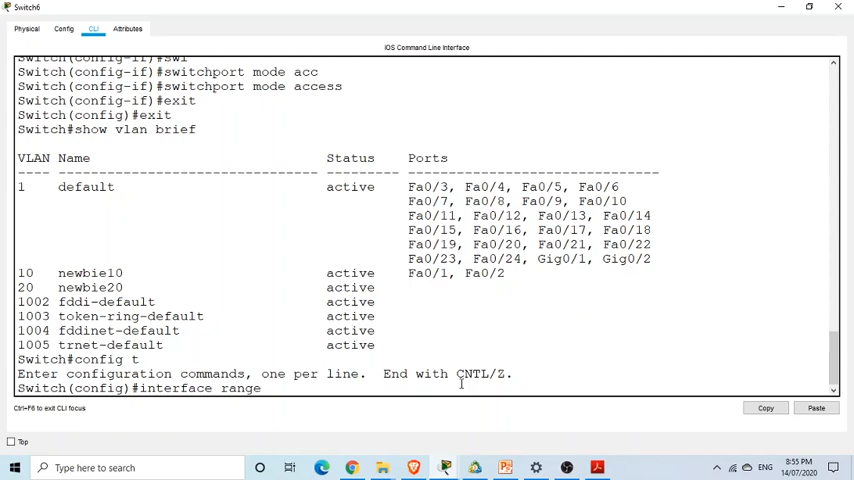 Switch6
Physical Config CLI Attributes
IOS Command Line Interface
Switch(config-if)#swi
Switch(config-if)#switchport mode acc
Switch(config-if)#switchport mode access
Switch(config-if)#exit
Switch(config)#exit
Switch#show vlan brief
VLAN Name Status Ports
---- -------------------------------- --------- -------------------------------
1 default active Fa0/3, Fa0/4, Fa0/5, Fa0/6
Fa0/7, Fa0/8, Fa0/9, Fa0/10
Fa0/11, Fa0/12, Fa0/13, Fa0/14
Fa0/15, Fa0/16, Fa0/17, Fa0/18
Fa0/19, Fa0/20, Fa0/21, Fa0/22
Fa0/23, Fa0/24, Gig0/1, Gig0/2
10 newbie10 active Fa0/1, Fa0/2
20 newbie20 active
1002 fddi-default active
1003 token-ring-default active
1004 fddinet-default active
1005 trnet-default active
Switch#config t
Enter configuration commands, one per line. End with CNTL/Z.
Switch(config)#interface range
Ctrl+F6 to exit CLI focus
Copy Paste
Top
Type here to search
ENG
8:55 PM
14/07/2020